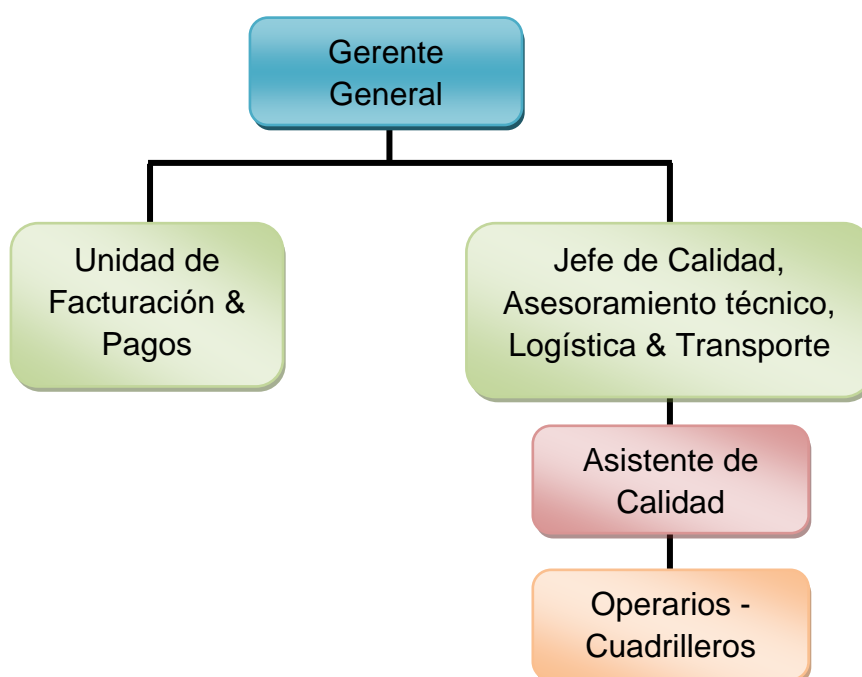 Gerente
General
Unidad de
Facturación &
Pagos
Jefe de Calidad,
Asesoramiento técnico,
Logística & Transporte
Asistente de
Calidad
Operarios -
Cuadrilleros